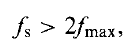 fs > 2fmax,